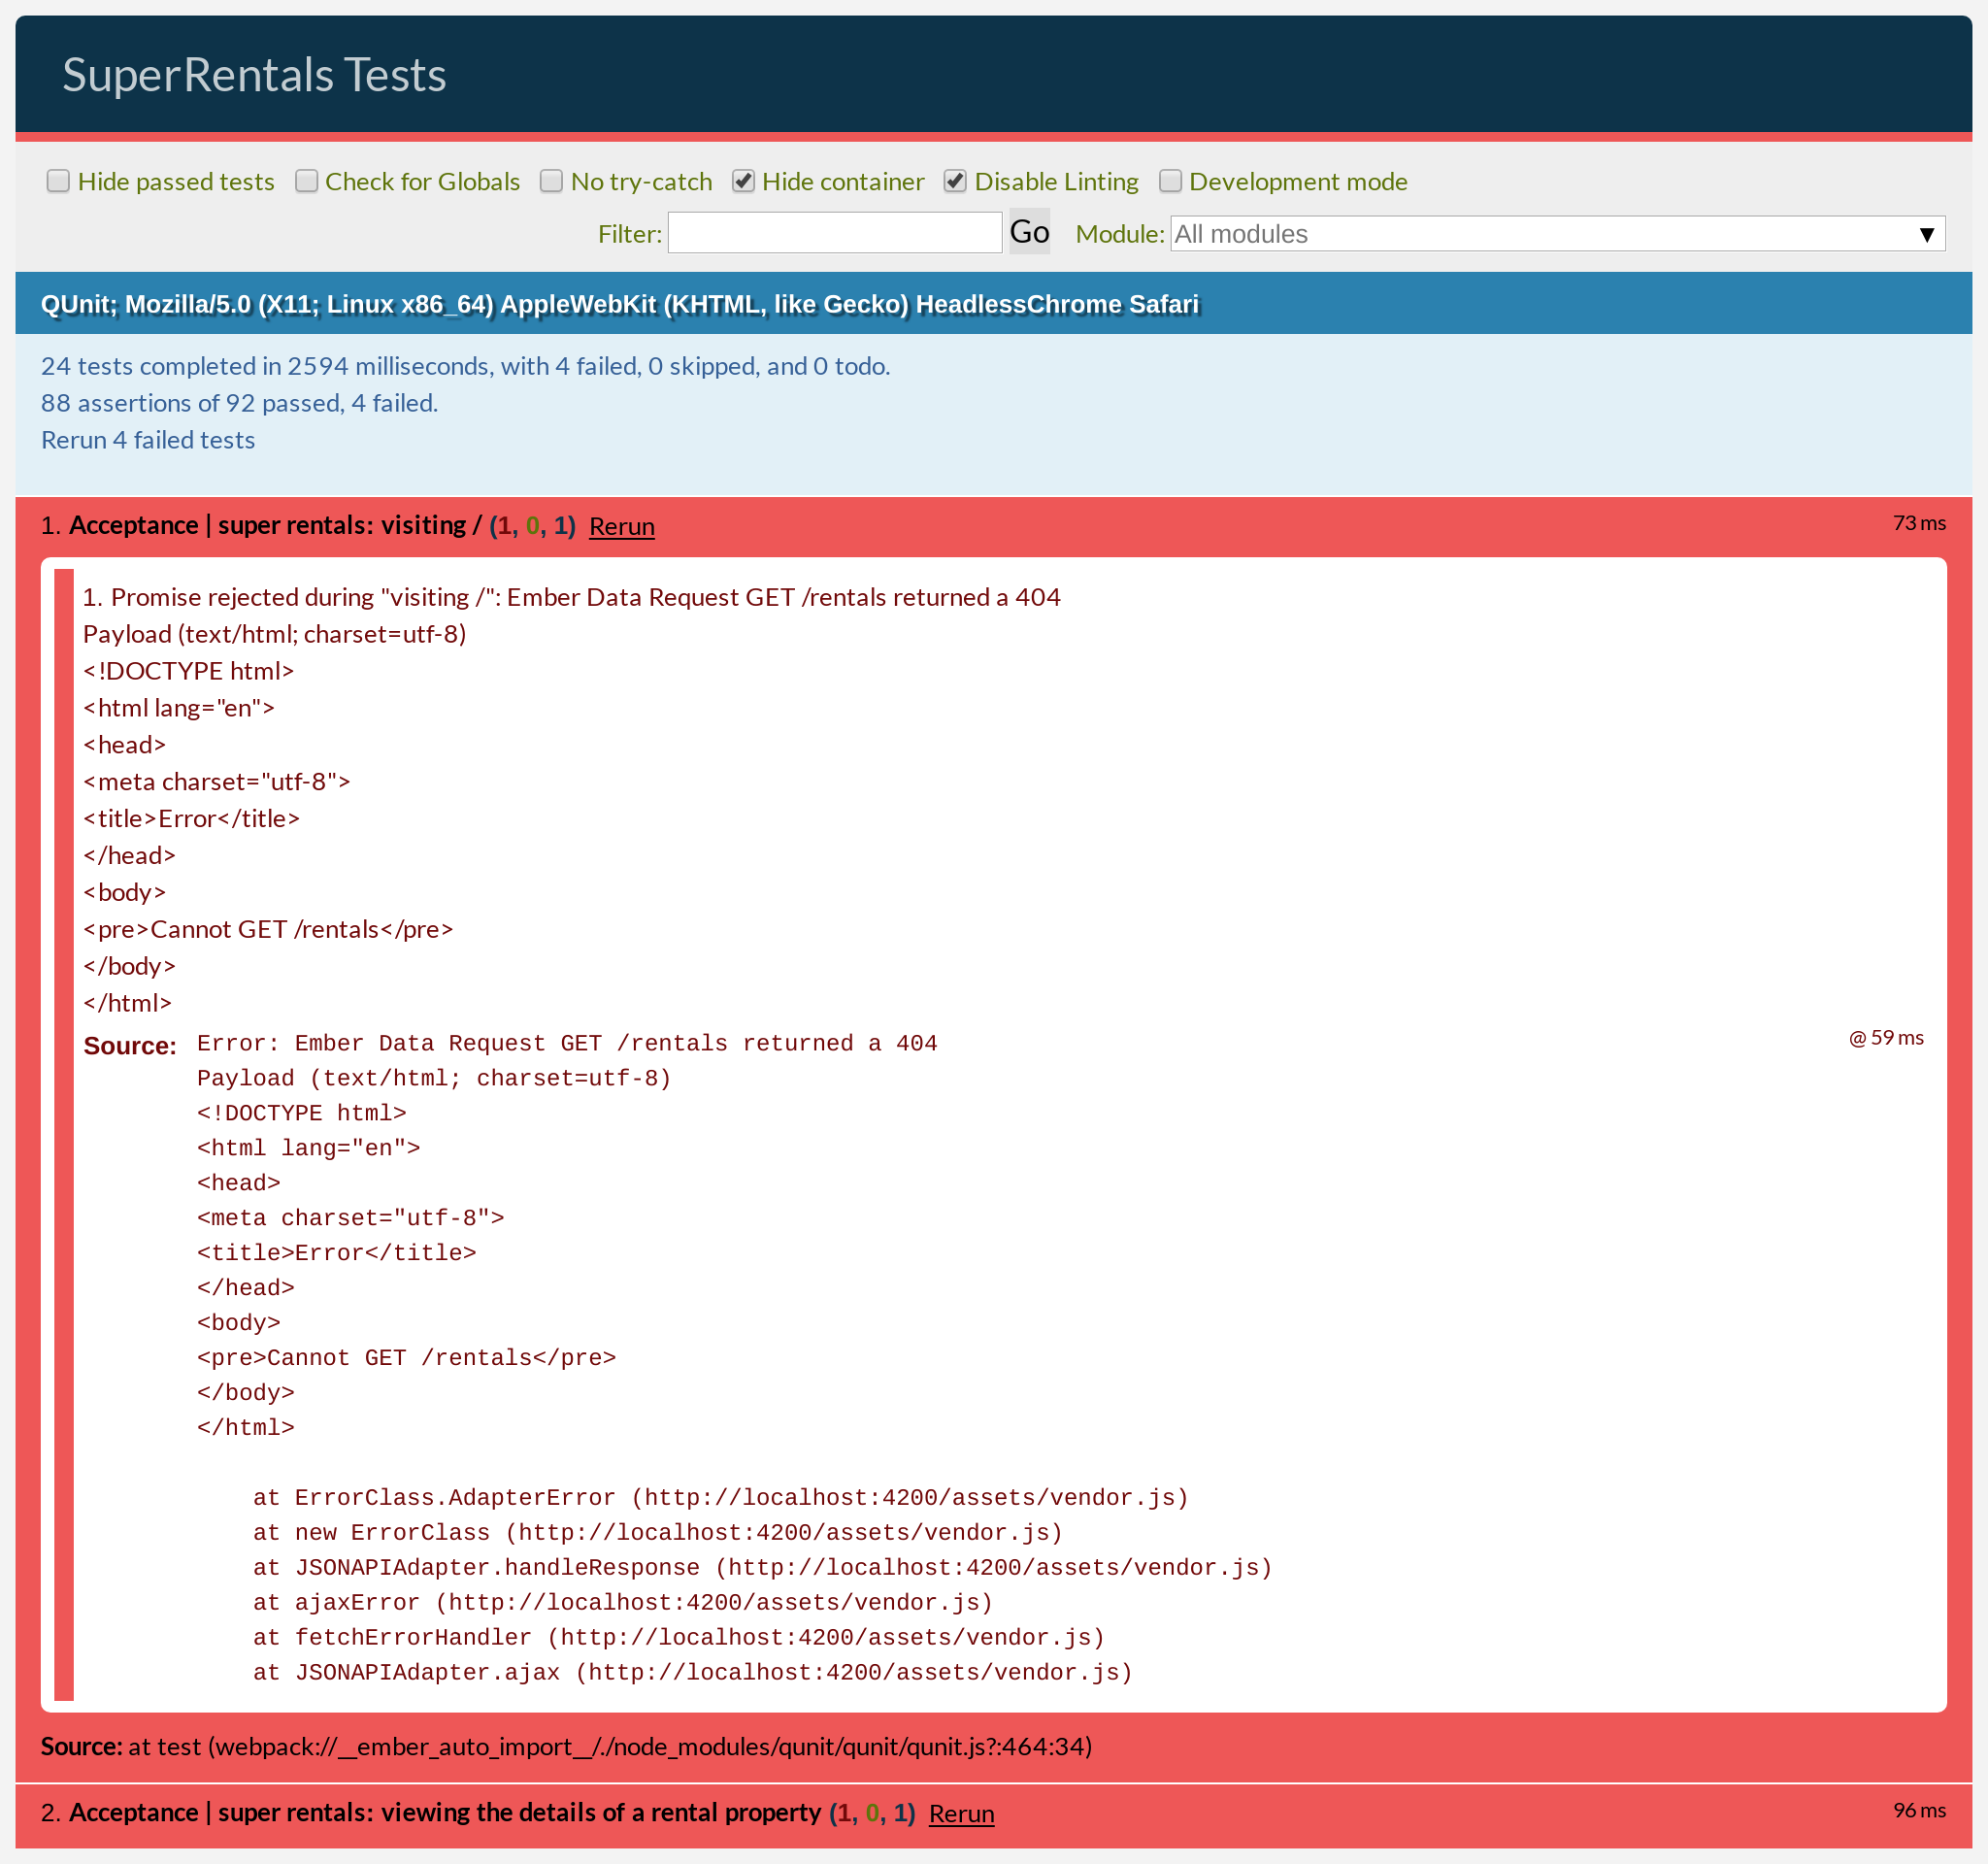 SuperRentals Tests
Hide passed tests Check for Globals No try-catch Hide container Disable Linting Development mode
Filter: Go Module: All modules ▼
QUnit; Mozilla/5.0 (X11; Linux x86_64) AppleWebKit (KHTML, like Gecko) HeadlessChrome Safari
24 tests completed in 2594 milliseconds, with 4 failed, 0 skipped, and 0 todo.
88 assertions of 92 passed, 4 failed.
Rerun 4 failed tests
1. Acceptance | super rentals: visiting / (1, 0, 1) Rerun 73 ms
1. Promise rejected during "visiting /": Ember Data Request GET /rentals returned a 404
Payload (text/html; charset=utf-8)
<!DOCTYPE html>
<html lang="en">
<head>
<meta charset="utf-8">
<title>Error</title>
</head>
<body>
<pre>Cannot GET /rentals</pre>
</body>
</html>
Source: Error: Ember Data Request GET /rentals returned a 404 @ 59 ms
Payload (text/html; charset=utf-8)
<!DOCTYPE html>
<html lang="en">
<head>
<meta charset="utf-8">
<title>Error</title>
</head>
<body>
<pre>Cannot GET /rentals</pre>
</body>
</html>
at ErrorClass.AdapterError (http://localhost:4200/assets/vendor.js)
at new ErrorClass (http://localhost:4200/assets/vendor.js)
at JSONAPIAdapter.handleResponse (http://localhost:4200/assets/vendor.js)
at ajaxError (http://localhost:4200/assets/vendor.js)
at fetchErrorHandler (http://localhost:4200/assets/vendor.js)
at JSONAPIAdapter.ajax (http://localhost:4200/assets/vendor.js)
Source: at test (webpack://__ember_auto_import__/./node_modules/qunit/qunit/qunit.js?:464:34)
2. Acceptance | super rentals: viewing the details of a rental property (1, 0, 1) Rerun 96 ms